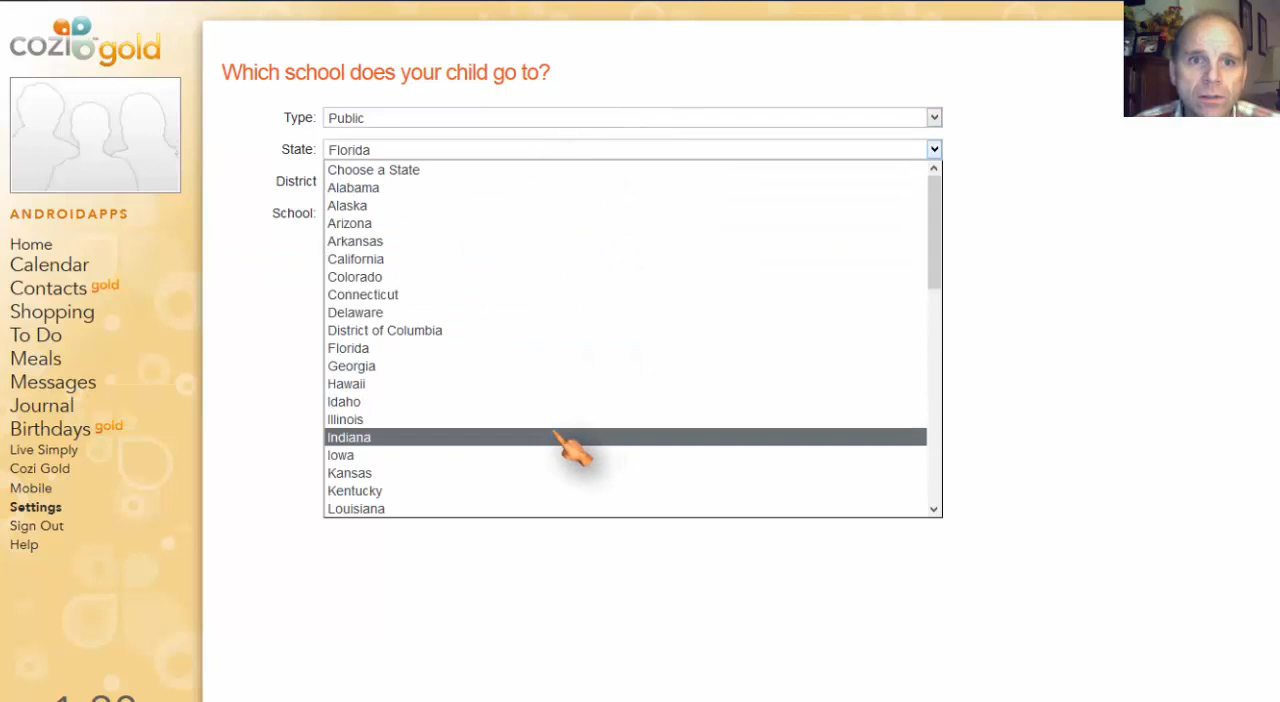 cozi gold
ANDROIDAPPS
Home
Calendar
Contacts gold
Shopping
To Do
Meals
Messages
Journal
Birthdays gold
Live Simply
Cozi Gold
Mobile
Settings
Sign Out
Help
Which school does your child go to?
Type: Public
State: Florida
District
School:
Choose a State
Alabama
Alaska
Arizona
Arkansas
California
Colorado
Connecticut
Delaware
District of Columbia
Florida
Georgia
Hawaii
Idaho
Illinois
Indiana
Iowa
Kansas
Kentucky
Louisiana